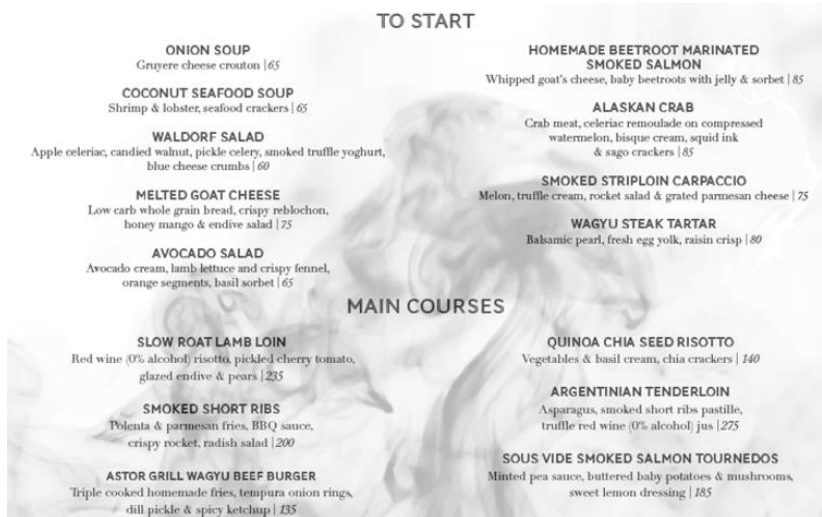 TO START
ONION SOUP
Gruyere cheese crouton | 65
COCONUT SEAFOOD SOUP
Shrimp & lobster, seafood crackers | 65
WALDORF SALAD
Apple celeriac, candied walnut, pickle celery, smoked truffle yoghurt,
blue cheese crumbs | 60
MELTED GOAT CHEESE
Low carb whole grain bread, crispy reblochon,
honey mango & endive salad | 75
AVOCADO SALAD
Avocado cream, lamb lettuce and crispy fennel,
orange segments, basil sorbet | 65
HOMEMADE BEETROOT MARINATED
SMOKED SALMON
Whipped goat's cheese, baby beetroots with jelly & sorbet | 85
ALASKAN CRAB
Crab meat, celeriac remoulade on compressed
watermelon, bisque cream, squid ink
& sago crackers | 85
SMOKED STRIPLOIN CARPACCIO
Melon, truffle cream, rocket salad & grated parmesan cheese | 75
WAGYU STEAK TARTAR
Balsamic pearl, fresh egg yolk, raisin crisp | 80
MAIN COURSES
SLOW ROAT LAMB LOIN
Red wine (0% alcohol) risotto, pickled cherry tomato,
glazed endive & pears | 235
SMOKED SHORT RIBS
Polenta & parmesan fries, BBQ sauce,
crispy rocket, radish salad | 200
ASTOR GRILL WAGYU BEEF BURGER
Triple cooked homemade fries, tempura onion rings,
dill pickle & spicy ketchup | 135
QUINOA CHIA SEED RISOTTO
Vegetables & basil cream, chia crackers | 140
ARGENTINIAN TENDERLOIN
Asparagus, smoked short ribs pastille,
truffle red wine (0% alcohol) jus | 275
SOUS VIDE SMOKED SALMON TOURNEDOS
Minted pea sauce, buttered baby potatoes & mushrooms,
sweet lemon dressing | 185